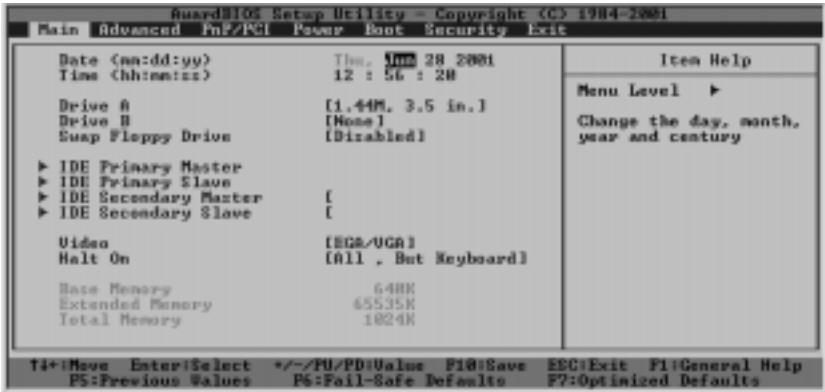 AwardBIOS Setup Utility - Copyright (C) 1984-2001
Main Advanced PnP/PCI Power Boot Security Exit
Date (mm:dd:yy) Thu, Jun 28 2001
Time (hh:mm:ss) 12 : 56 : 20
Drive A [1.44M, 3.5 in.]
Drive B [None]
Swap Floppy Drive [Disabled]
▶ IDE Primary Master
▶ IDE Primary Slave
▶ IDE Secondary Master [
▶ IDE Secondary Slave [
Video [EGA/VGA]
Halt On [All , But Keyboard]
Base Memory 640K
Extended Memory 65535K
Total Memory 1024K
Item Help
Menu Level ▶
Change the day, month,
year and century
↑↓↔:Move Enter:Select +/-/PU/PD:Value F10:Save ESC:Exit F1:General Help
F5:Previous Values F6:Fail-Safe Defaults F7:Optimized Defaults